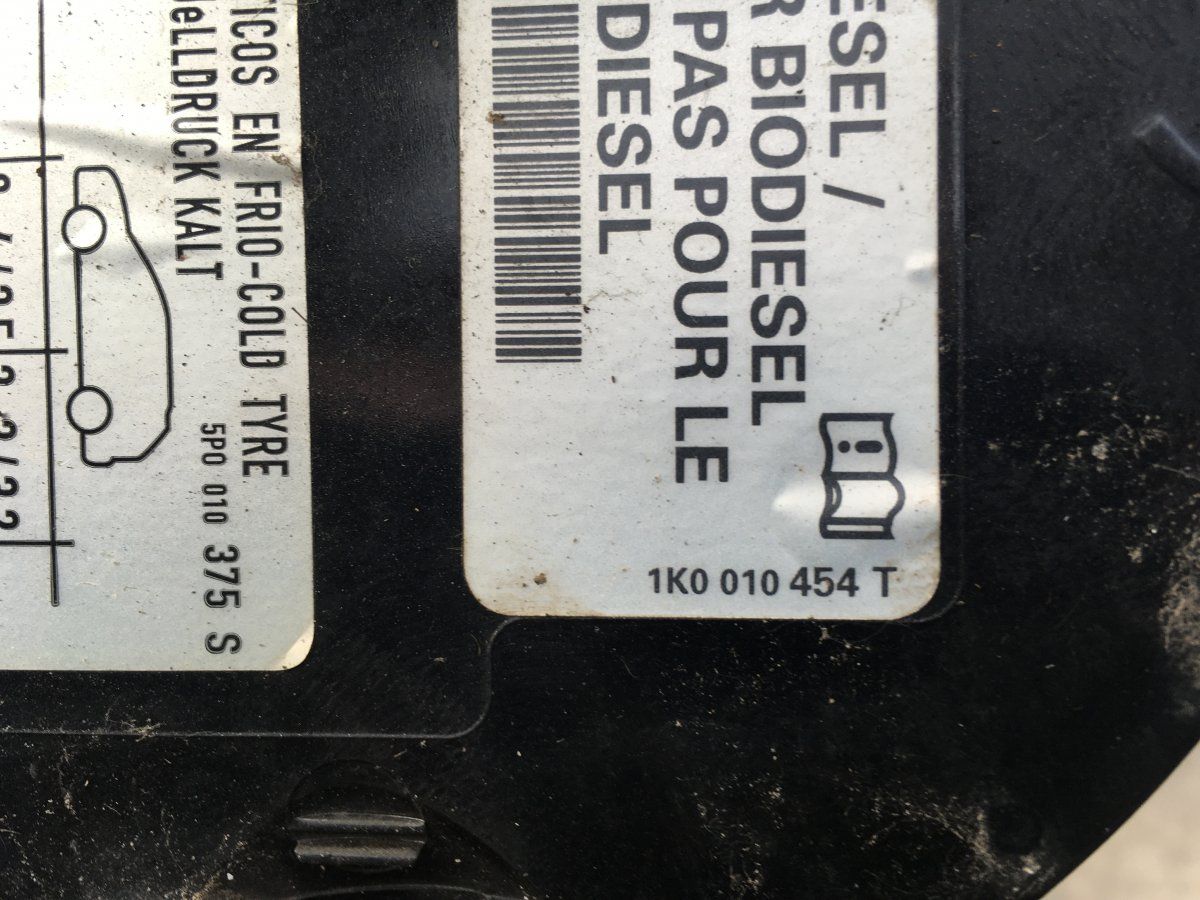 ESEL /
R BIODIESEL
PAS POUR LE
DIESEL
1K0 010 454 T
TICOS EN FRIO-COLD TYRE
elLDRUCK KALT
5P0 010 375 S